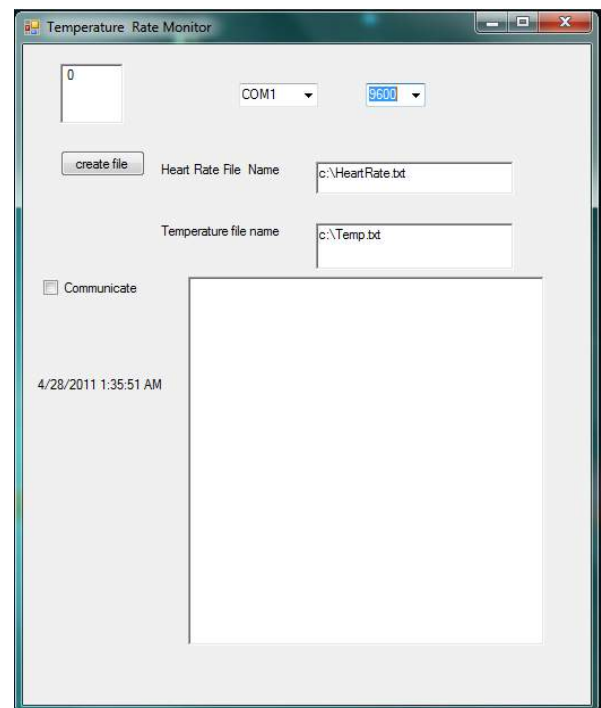 Temperature Rate Monitor
0
COM1
9600
create file
Heart Rate File Name
c:\HeartRate.txt
Temperature file name
c:\Temp.txt
Communicate
4/28/2011 1:35:51 AM